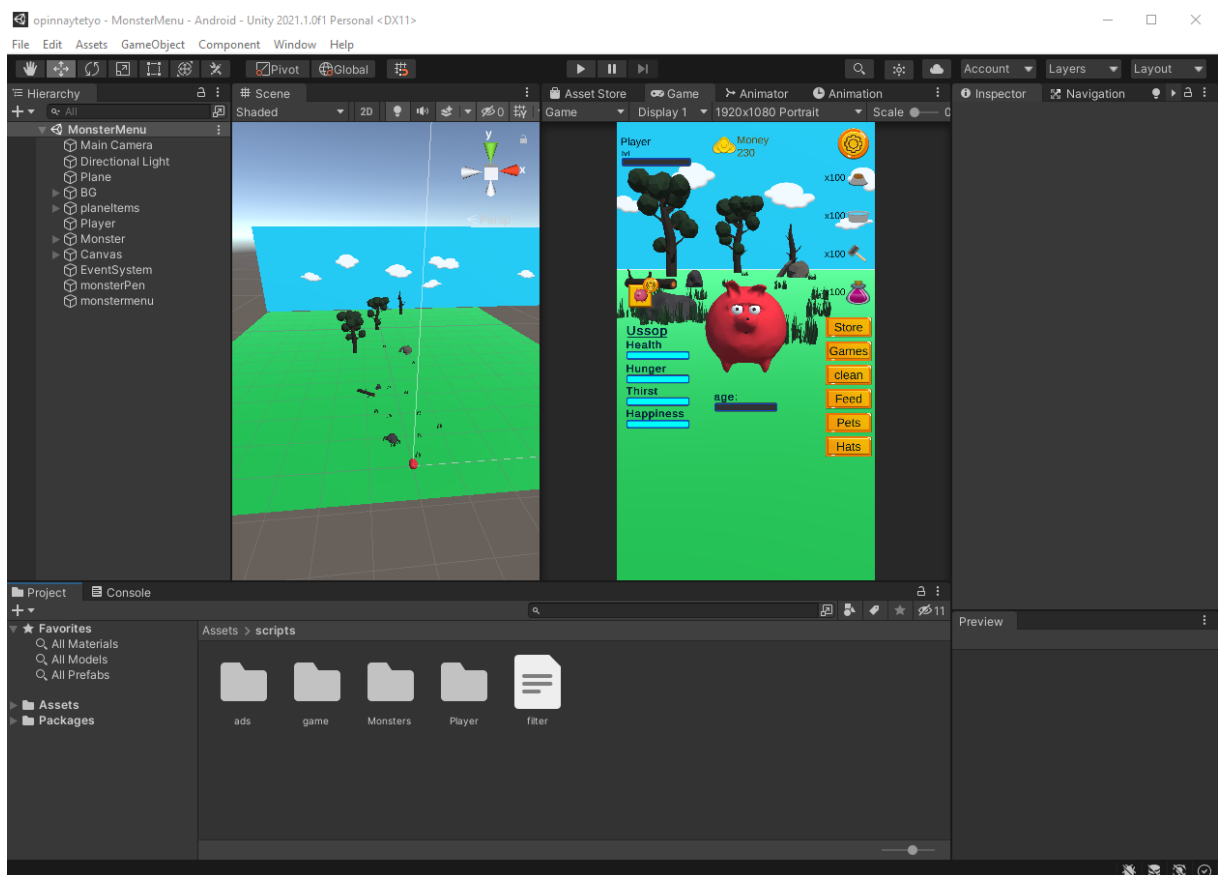 opinnaytetyo - MonsterMenu - Android - Unity 2021.1.0f1 Personal <DX11>
File Edit Assets GameObject Component Window Help
Pivot Global Account Layers Layout
Hierarchy
All
MonsterMenu
Main Camera
Directional Light
Plane
BG
planeItems
Player
Monster
Canvas
EventSystem
monsterPen
monstermenu
Scene
Shaded 2D 0
y
x
Asset Store Game Animator Animation
Game Display 1 1920x1080 Portrait Scale
Player
lvl
Money
230
x100
x100
x100
100
Ussop
Health
Hunger
Thirst
Happiness
age:
Store
Games
clean
Feed
Pets
Hats
Inspector Navigation
Project Console
11
Favorites
All Materials
All Models
All Prefabs
Assets
Packages
Assets > scripts
ads game Monsters Player filter
Preview